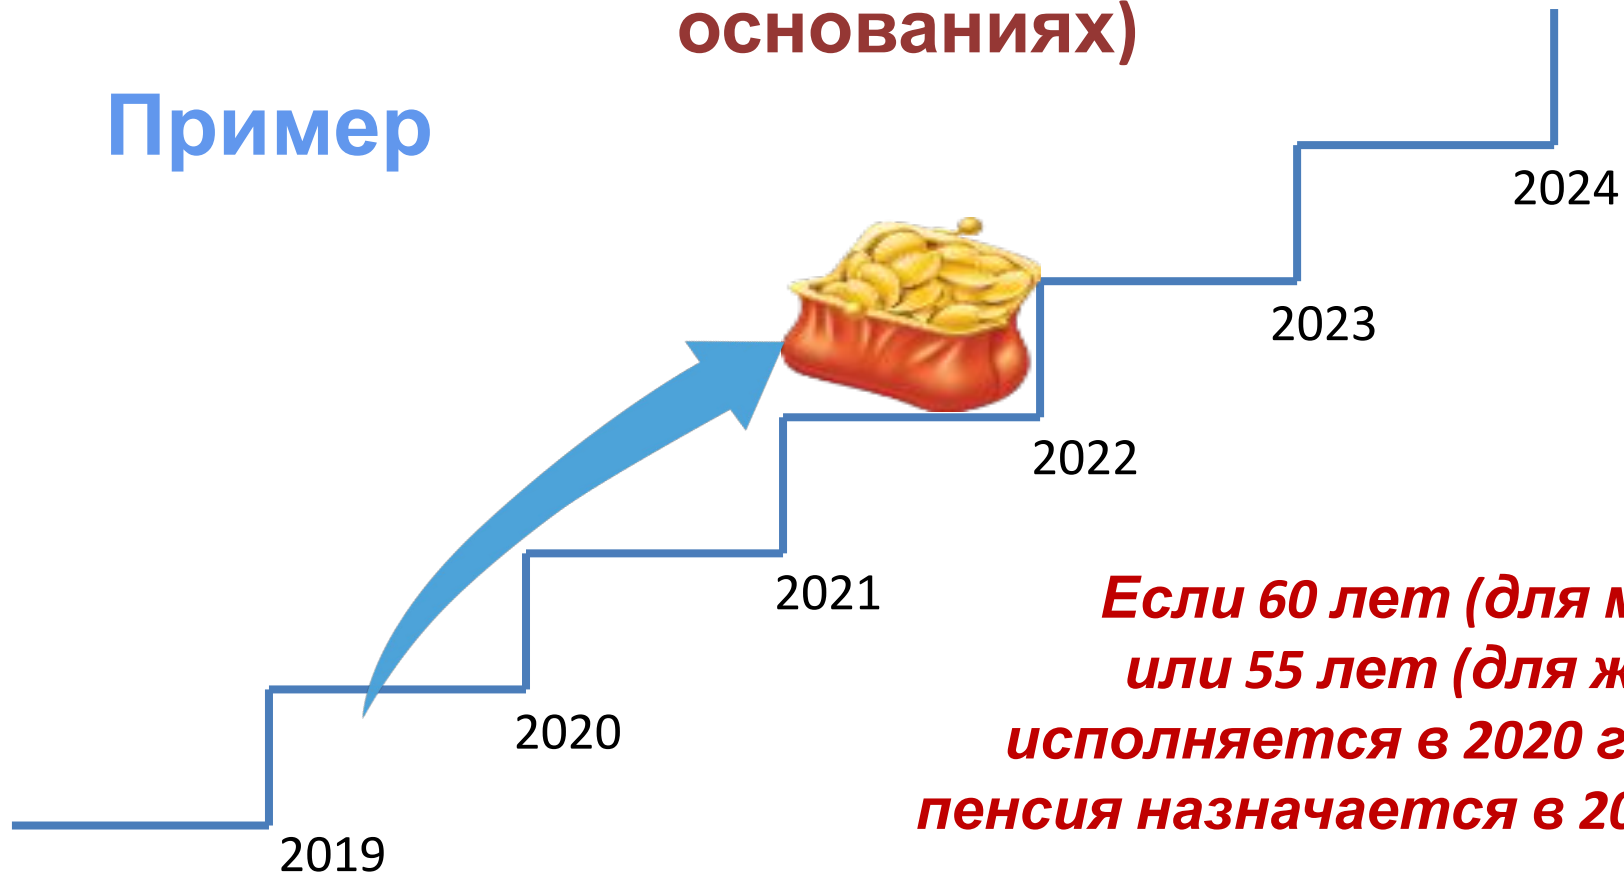 основаниях)
Пример
2024
2023
2022
2021
Если 60 лет (для
или 55 лет (для
2020
исполняется в 2020
пенсия назначается в
2019